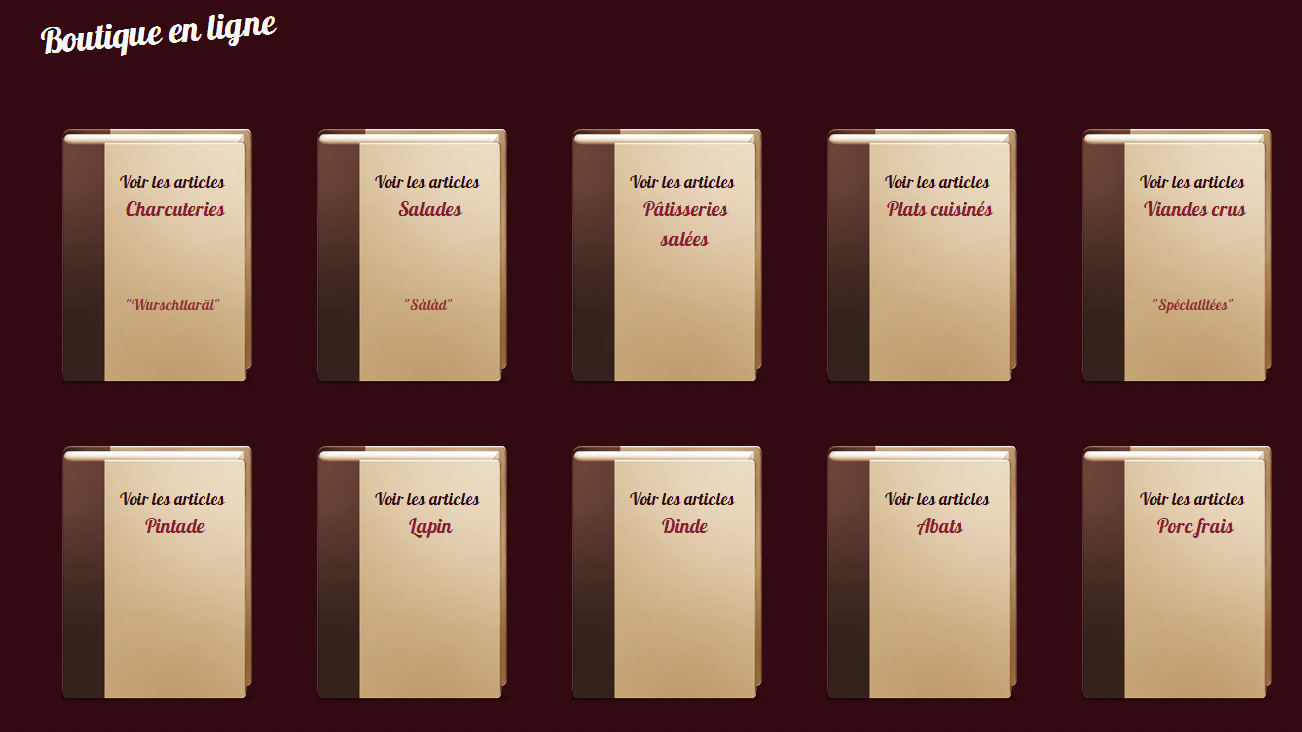 Boutique en ligne
Voir les articles
Charcuteries
"Wurschtlaräï"
Voir les articles
Salades
"Sàlàd"
Voir les articles
Pâtisseries
salées
Voir les articles
Plats cuisinés
Voir les articles
Viandes crus
"Spécialitées"
Voir les articles
Pintade
Voir les articles
Lapin
Voir les articles
Dinde
Voir les articles
Abats
Voir les articles
Porc frais